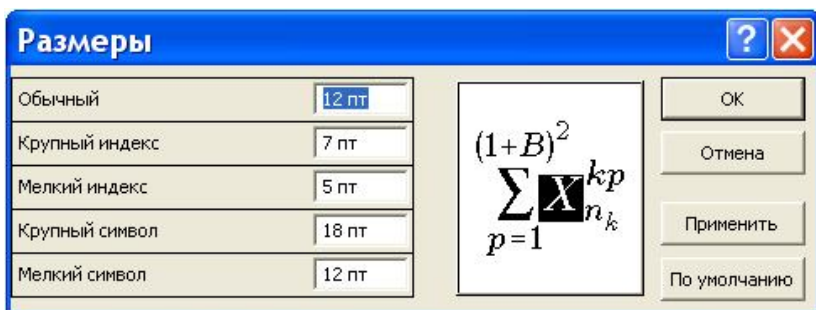 Размеры
Обычный 12 пт
Крупный индекс 7 пт
Мелкий индекс 5 пт
Крупный символ 18 пт
Мелкий символ 12 пт
(1+B)^2
∑ X^{kp}_{n_k}
p=1
OK
Отмена
Применить
По умолчанию